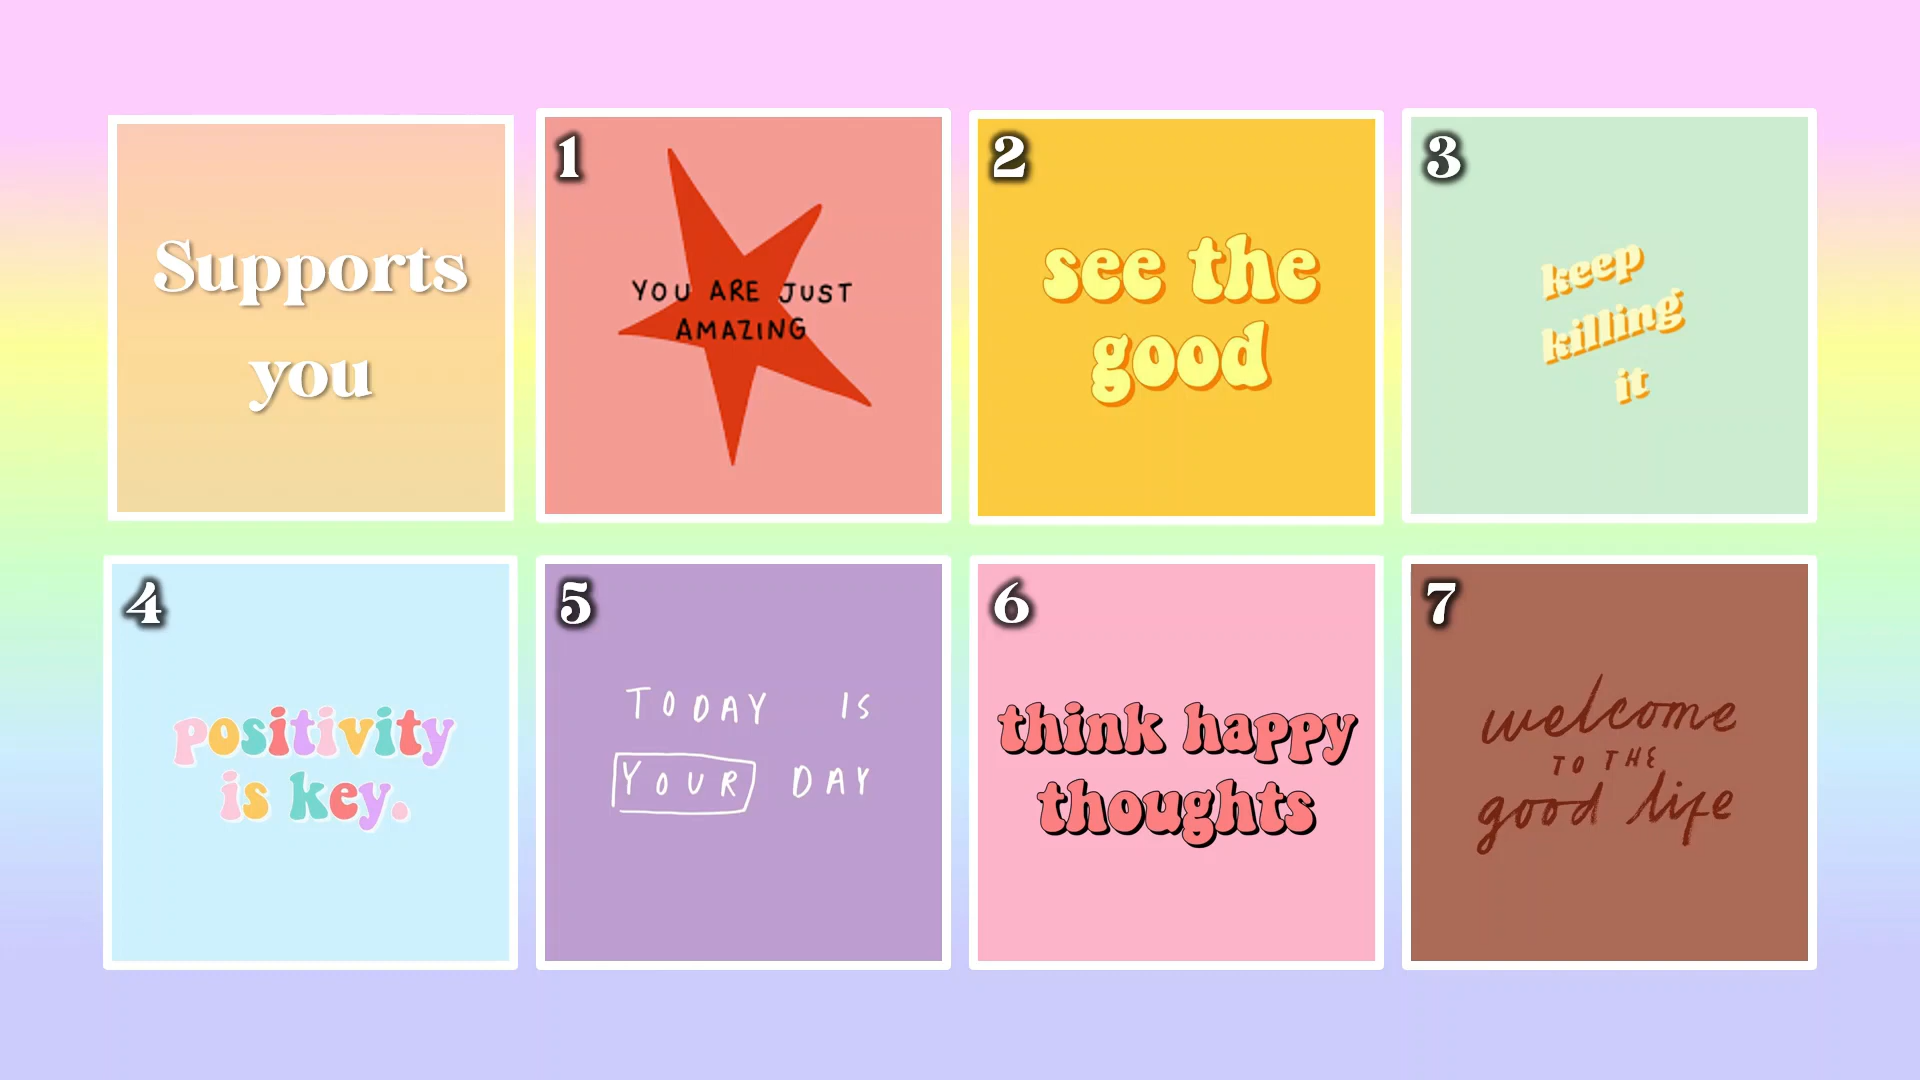 Supports
you
1
YOU ARE JUST
AMAZING
2
see the
good
3
keep
killing
it
4
positivity
is key.
5
TODAY IS
YOUR DAY
6
think happy
thoughts
7
welcome
TO THE
good life